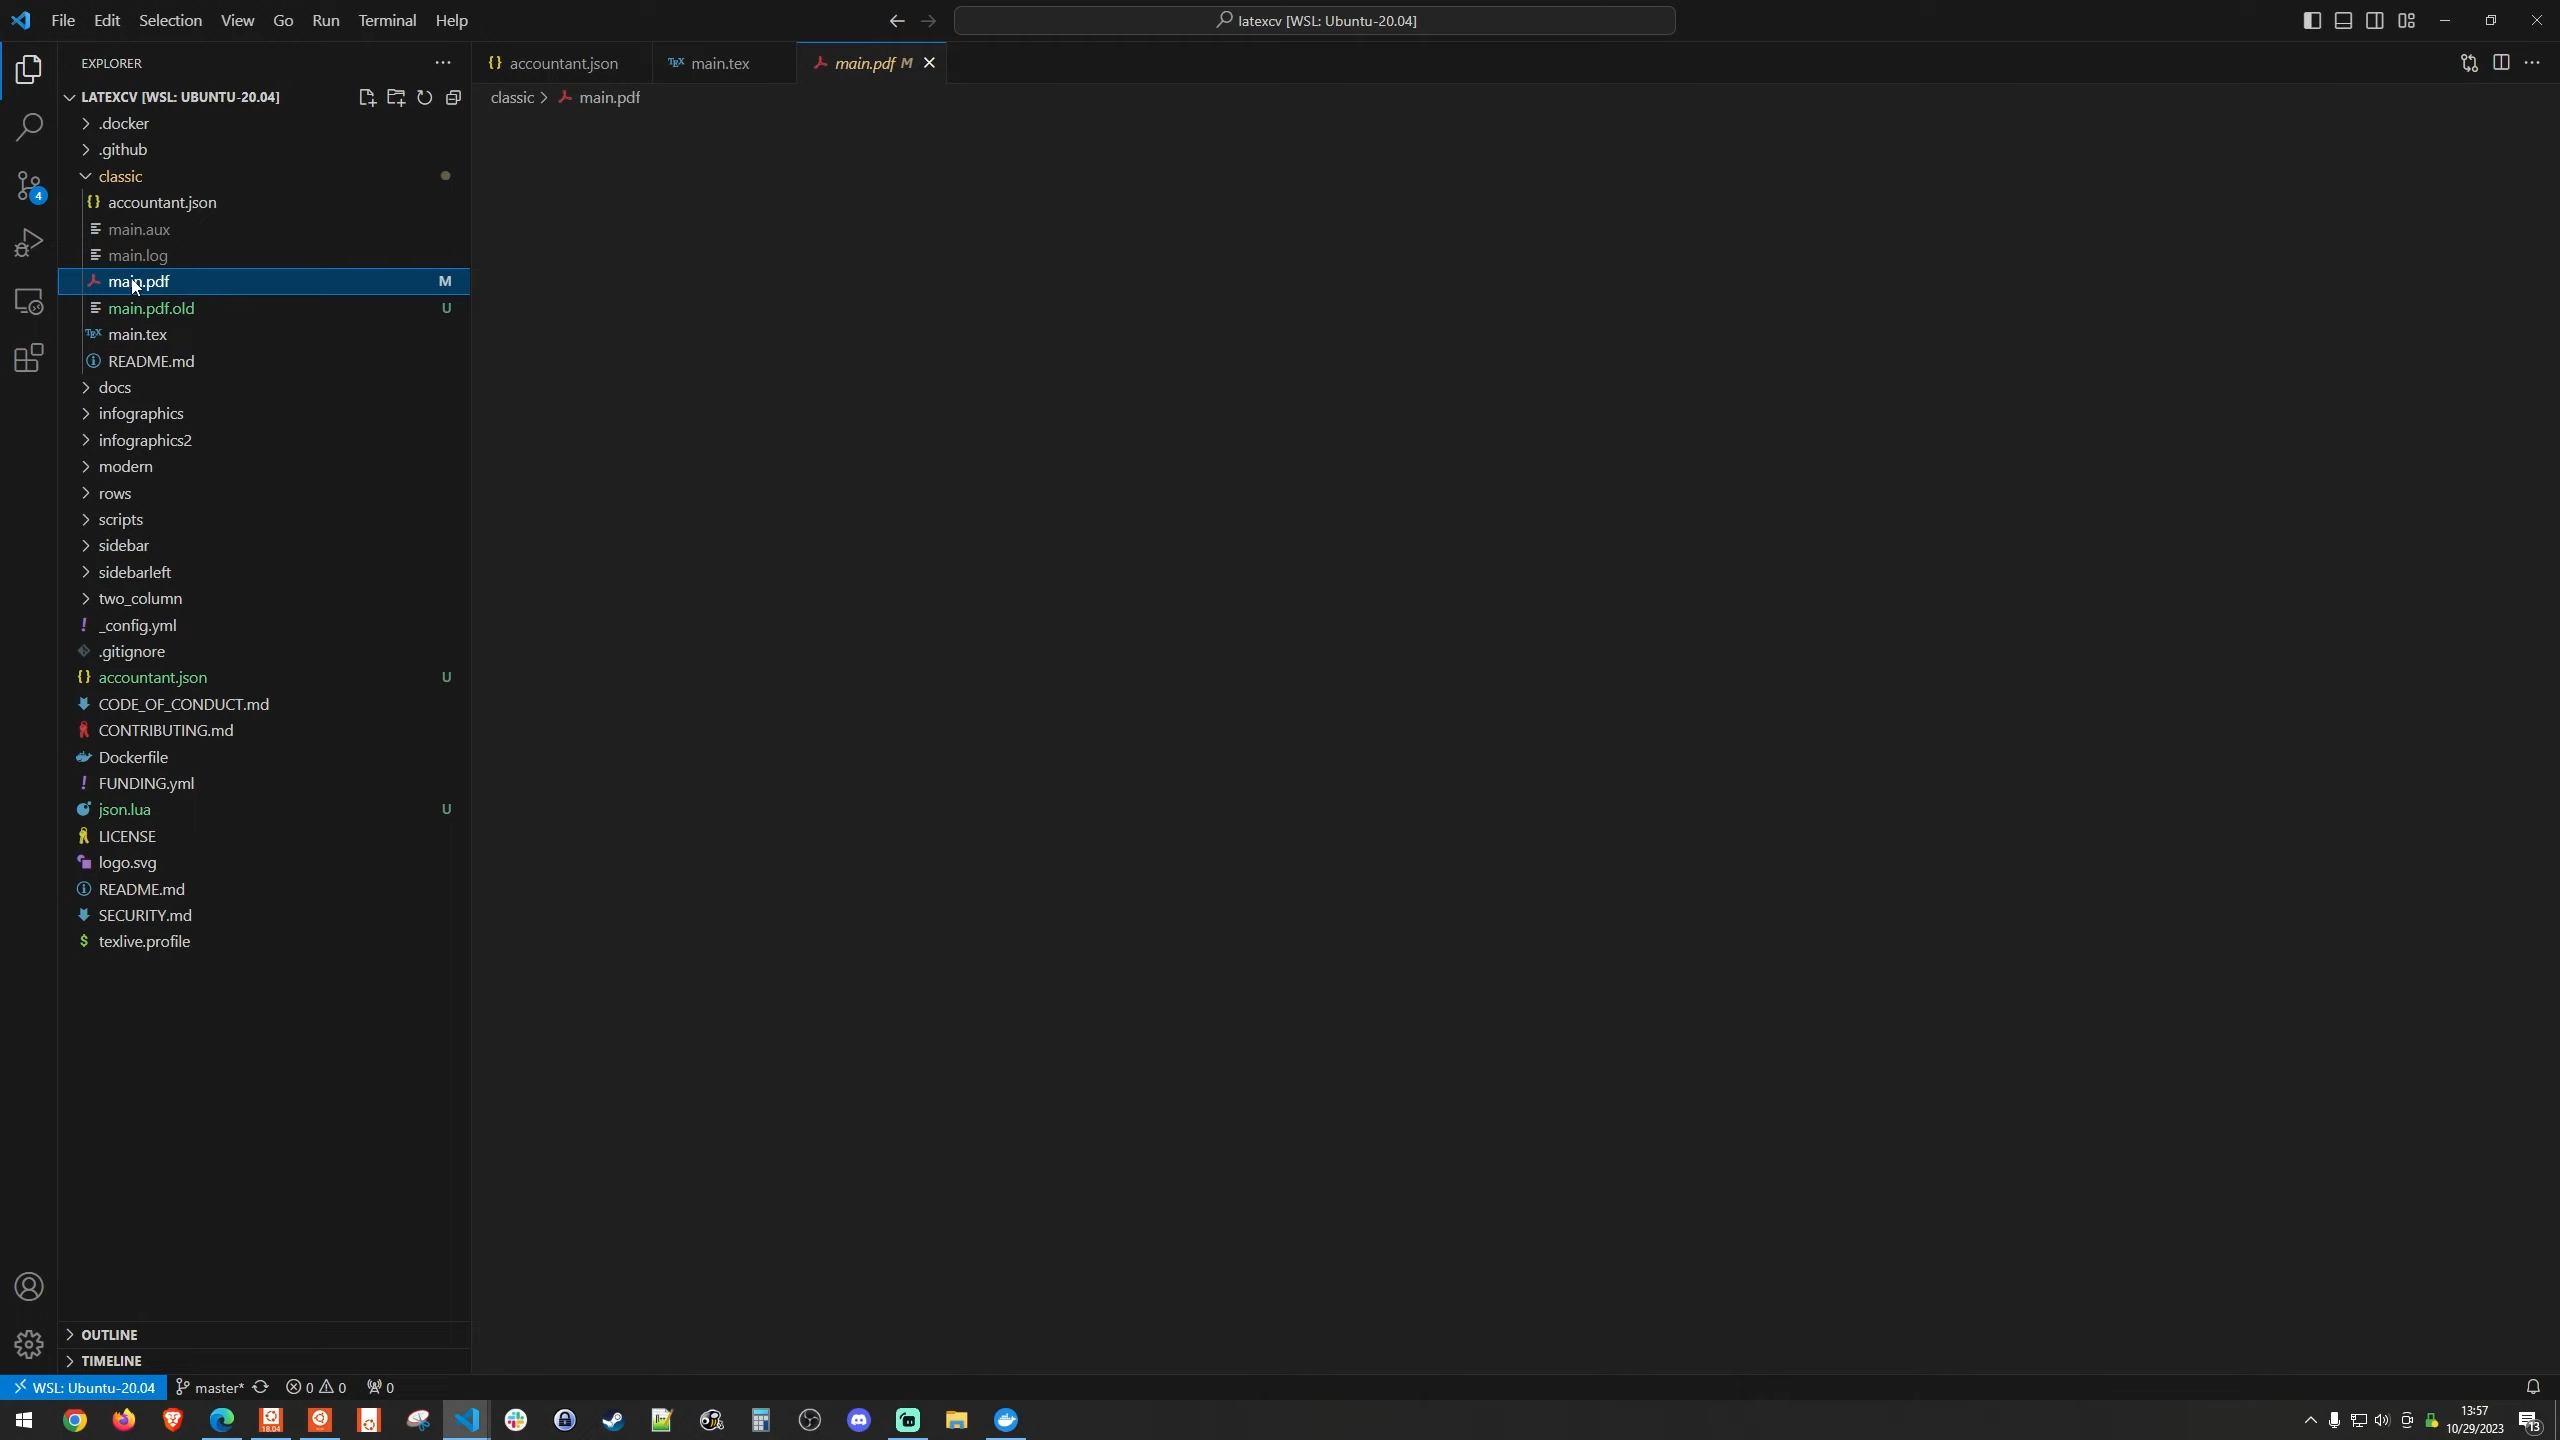 File Edit Selection View Go Run Terminal Help
latexcv [WSL: Ubuntu-20.04]
EXPLORER
accountant.json
main.tex
main.pdf M
LATEXCV [WSL: UBUNTU-20.04]
classic > main.pdf
.docker
.github
classic
accountant.json
main.aux
main.log
main.pdf M
main.pdf.old U
main.tex
README.md
docs
infographics
infographics2
modern
rows
scripts
sidebar
sidebarleft
two_column
_config.yml
.gitignore
accountant.json U
CODE_OF_CONDUCT.md
CONTRIBUTING.md
Dockerfile
FUNDING.yml
json.lua U
LICENSE
logo.svg
README.md
SECURITY.md
texlive.profile
4
OUTLINE
TIMELINE
WSL: Ubuntu-20.04 master* 0 0 0
18.04
13:57
10/29/2023
13